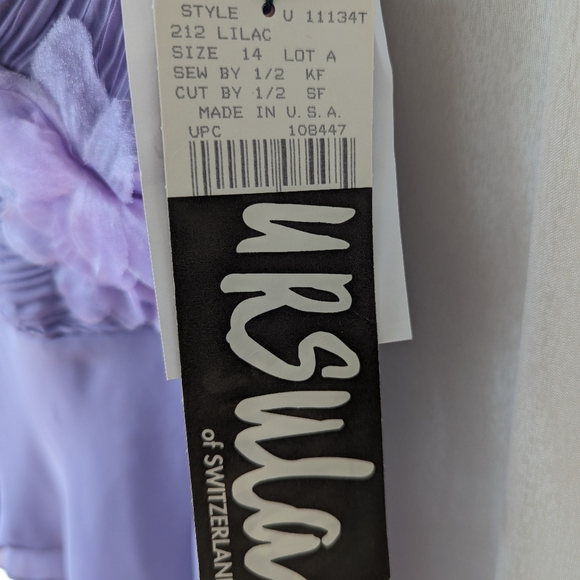 STYLE U 11134T
212 LILAC
SIZE 14 LOT A
SEW BY 1/2 KF
CUT BY 1/2 SF
MADE IN U.S.A.
UPC 108447
URSULA
of SWITZERLAND